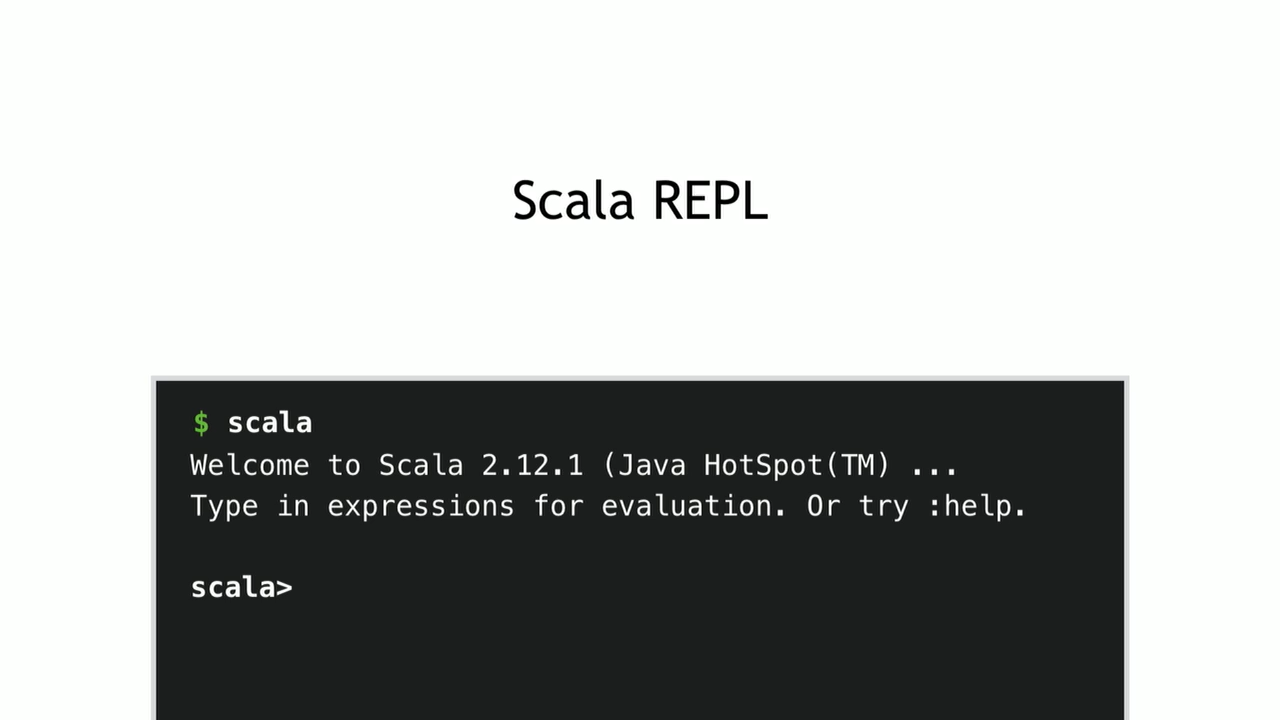 Scala REPL
$ scala
Welcome to Scala 2.12.1 (Java HotSpot(TM) ...
Type in expressions for evaluation. Or try :help.
scala>